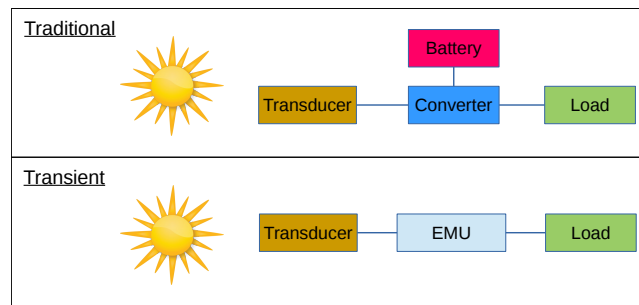 Traditional
Battery
Transducer Converter Load
Transient
Transducer EMU Load